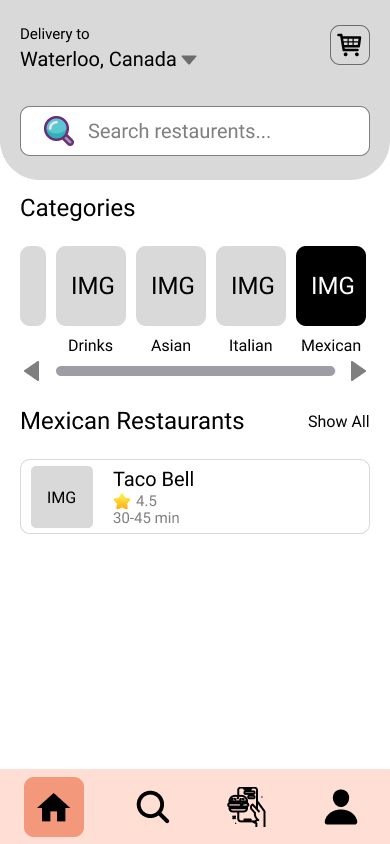 Delivery to
Waterloo, Canada
Search restaurents...
Categories
IMG IMG IMG IMG
Drinks Asian Italian Mexican
Mexican Restaurants Show All
IMG
Taco Bell
4.5
30-45 min